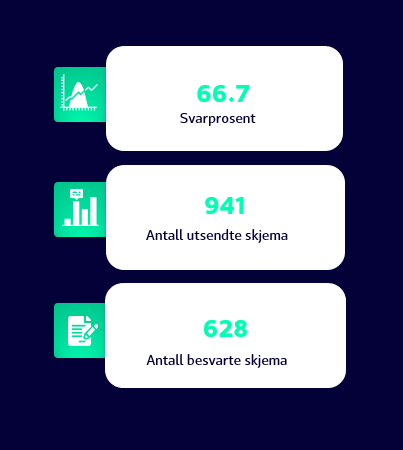 66.7
Svarprosent
941
Antall utsendte skjema
628
Antall besvarte skjema